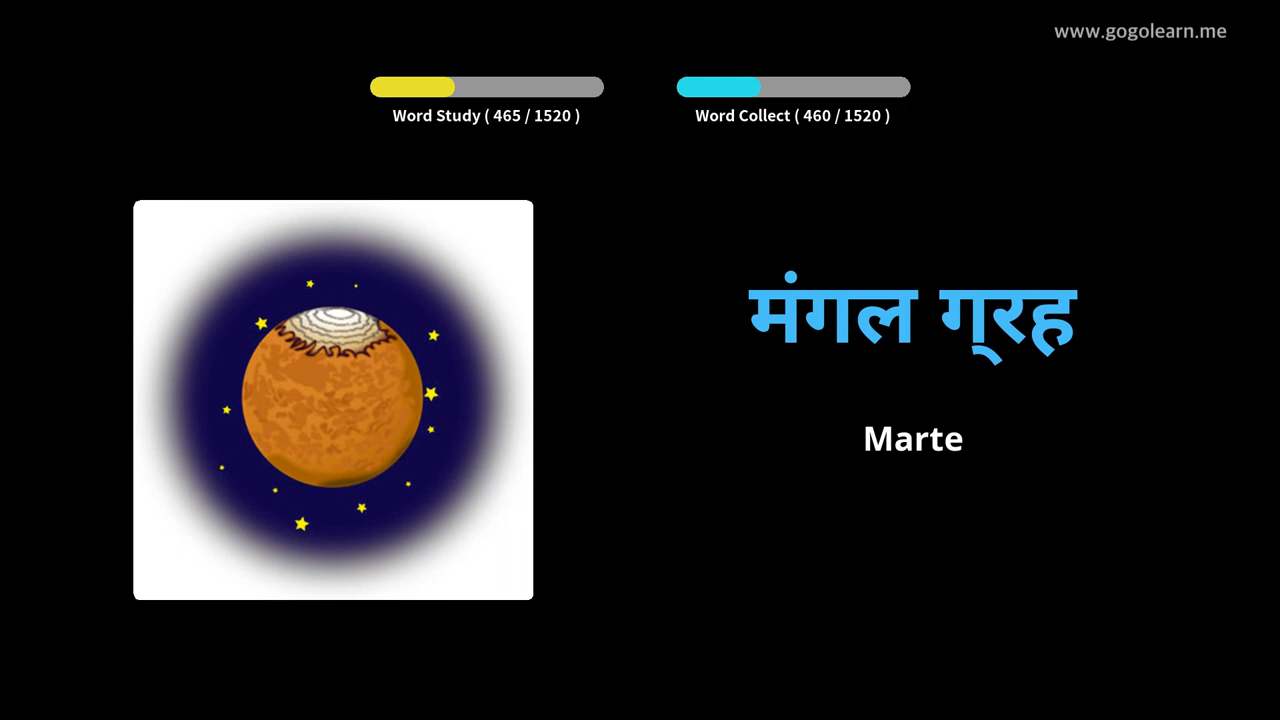 www.gogolearn.me
Word Study ( 465 / 1520 )
Word Collect ( 460 / 1520 )
मंगल ग्रह
Marte